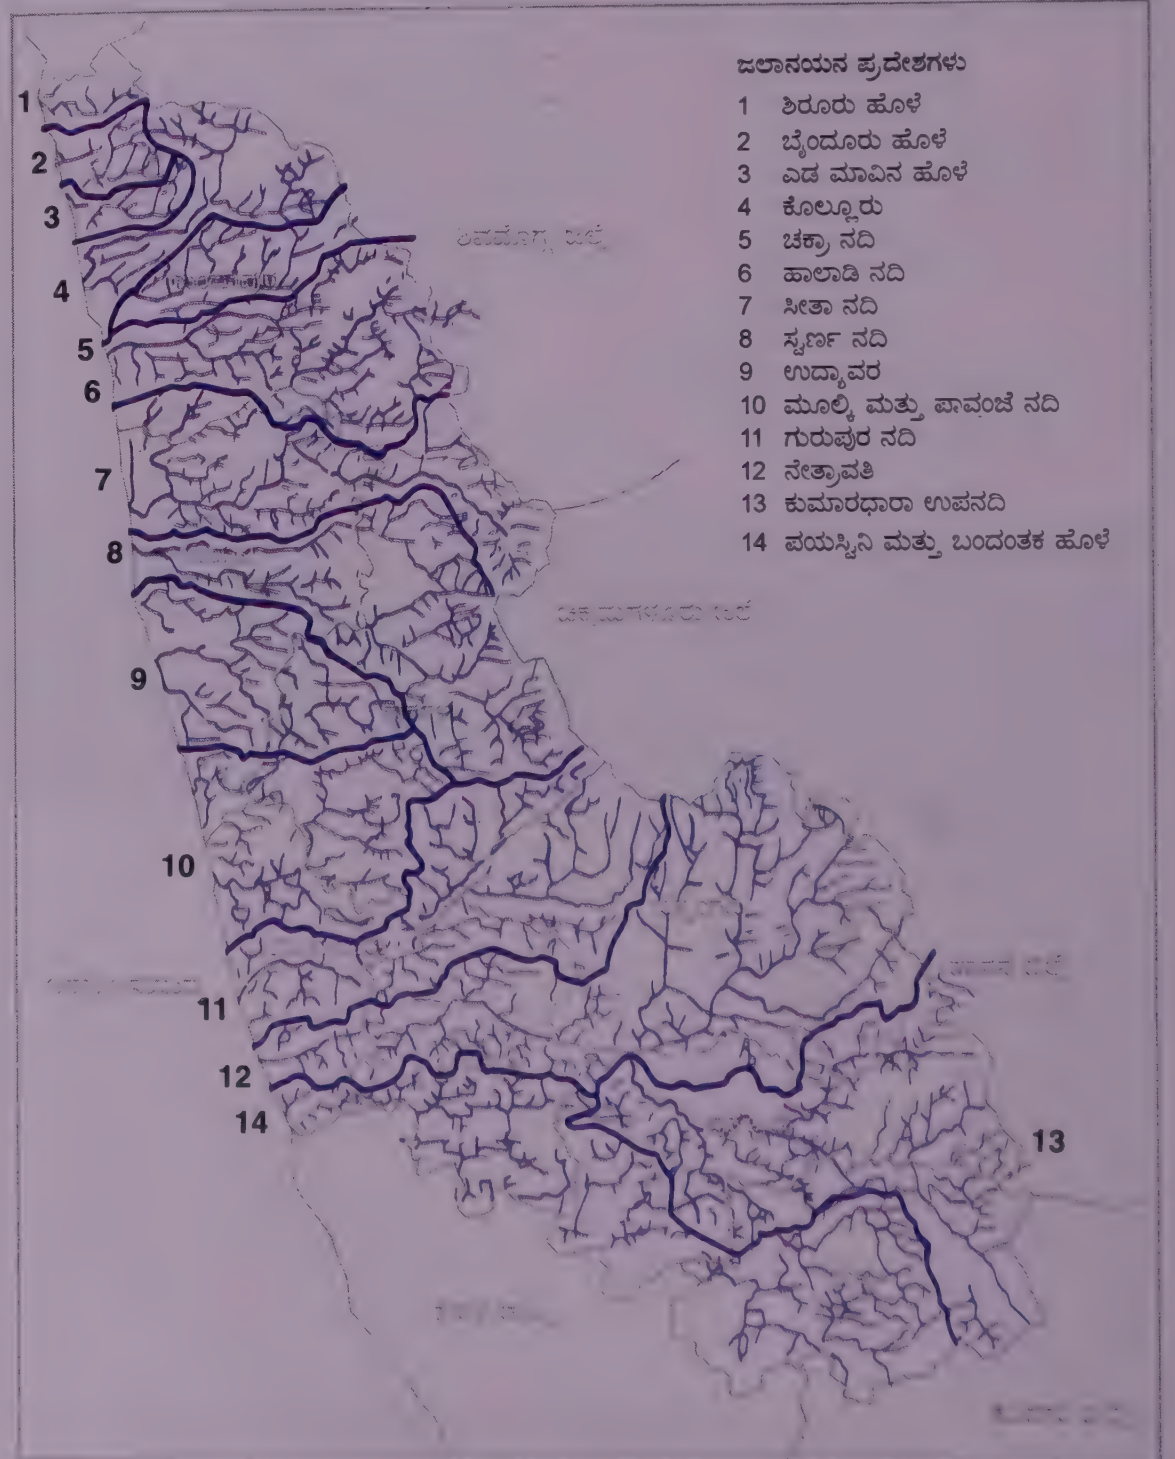 ಜಲಾನಯನ ಪ್ರದೇಶಗಳು
1 ಶಿರೂರು ಹೊಳೆ
2 ಬೈಂದೂರು ಹೊಳೆ
3 ಎಡ ಮಾವಿನ ಹೊಳೆ
4 ಕೊಲ್ಲೂರು
5 ಚಕ್ರಾ ನದಿ
6 ಹಾಲಾಡಿ ನದಿ
7 ಸೀತಾ ನದಿ
8 ಸ್ವರ್ಣ ನದಿ
9 ಉದ್ಯಾವರ
10 ಮೂಲ್ಕಿ ಮತ್ತು ಪಾವಂಜೆ ನದಿ
11 ಗುರುಪುರ ನದಿ
12 ನೇತ್ರಾವತಿ
13 ಕುಮಾರಧಾರಾ ಉಪನದಿ
14 ಪಯಸ್ವಿನಿ ಮತ್ತು ಬಂದಂತಕ ಹೊಳೆ
1
2
3
4
5
6
7
8
9
10
11
12
14
13